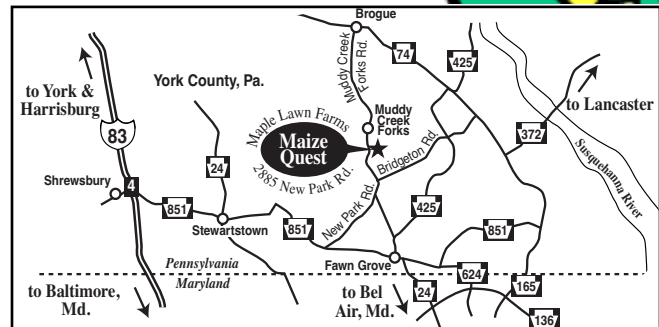 Brogue
Muddy Creek
Forks Rd.
74
425
to York &
Harrisburg
York County, Pa.
to Lancaster
83
Maple Lawn Farms
Maize
Quest
2885 New Park Rd.
Muddy
Creek
Forks
Bridgeton Rd.
372
Susquehanna River
24
Shrewsbury
4
851
Stewartstown
851
New Park Rd.
425
851
Fawn Grove
Pennsylvania
Maryland
624
165
to Baltimore,
Md.
to Bel
Air, Md.
24
136